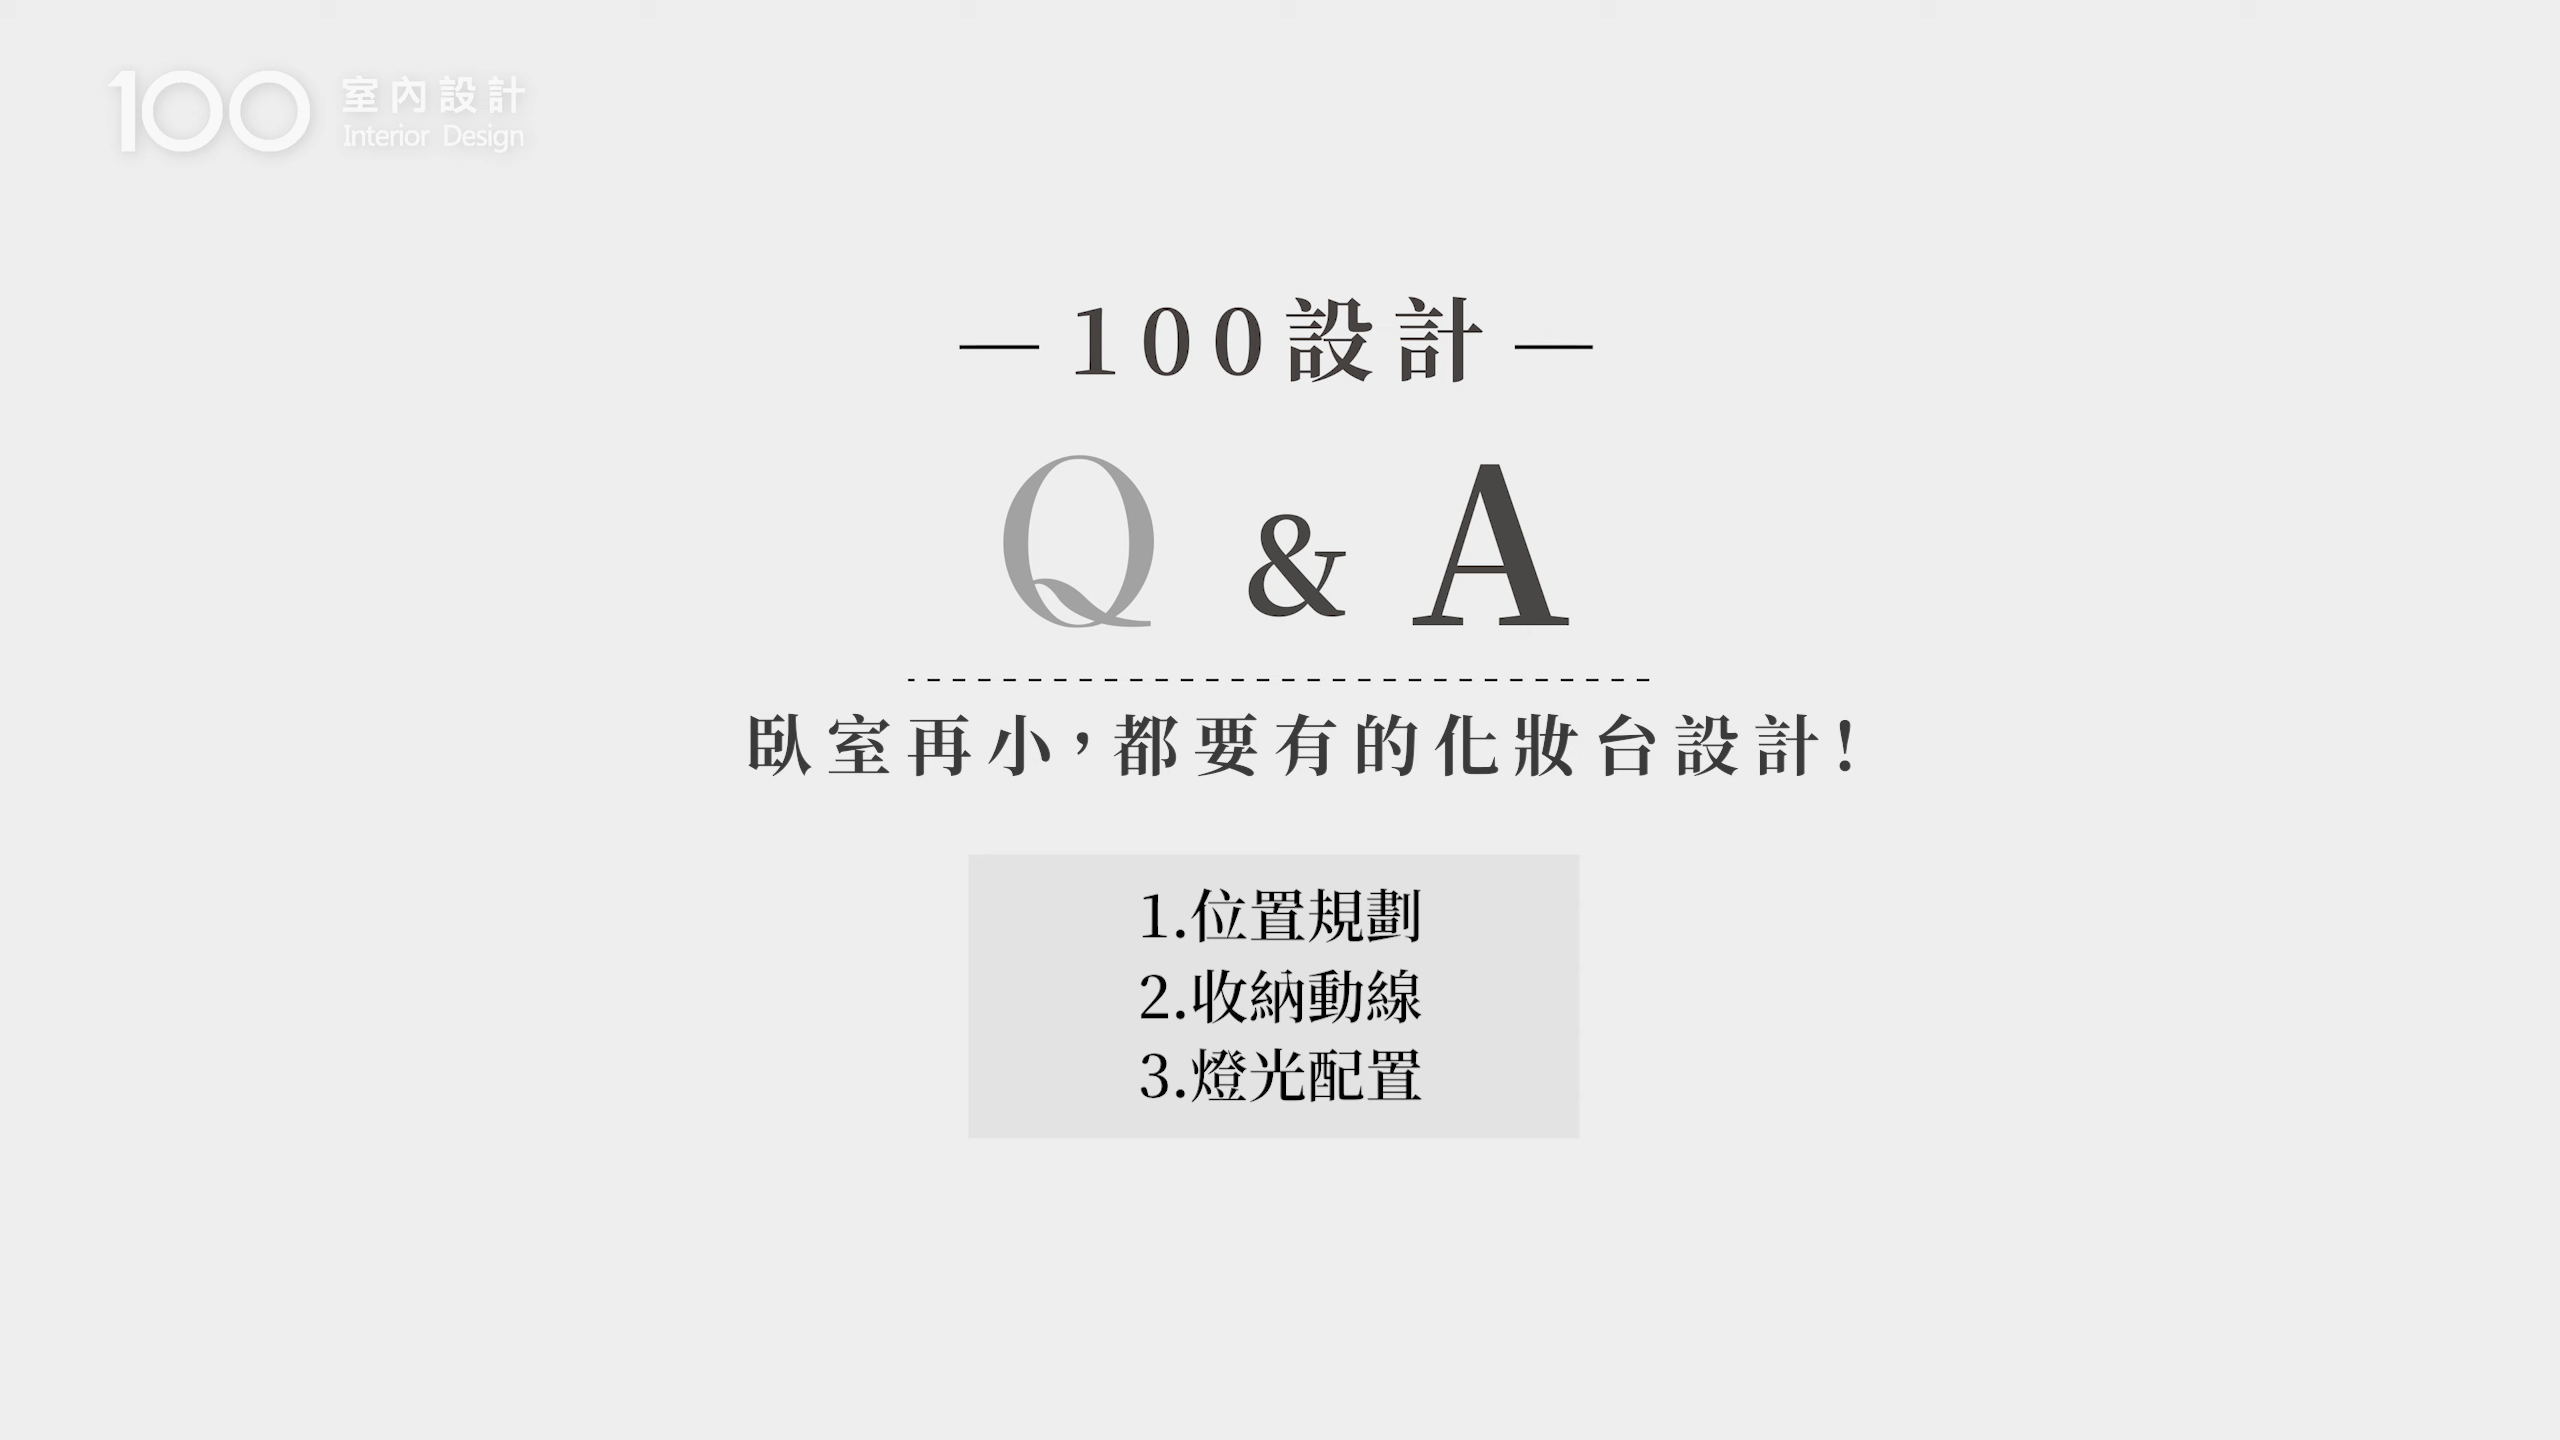 100 室內設計
Interior Design
—100設計—
Q & A
臥室再小，都要有的化妝台設計！
1.位置規劃
2.收納動線
3.燈光配置